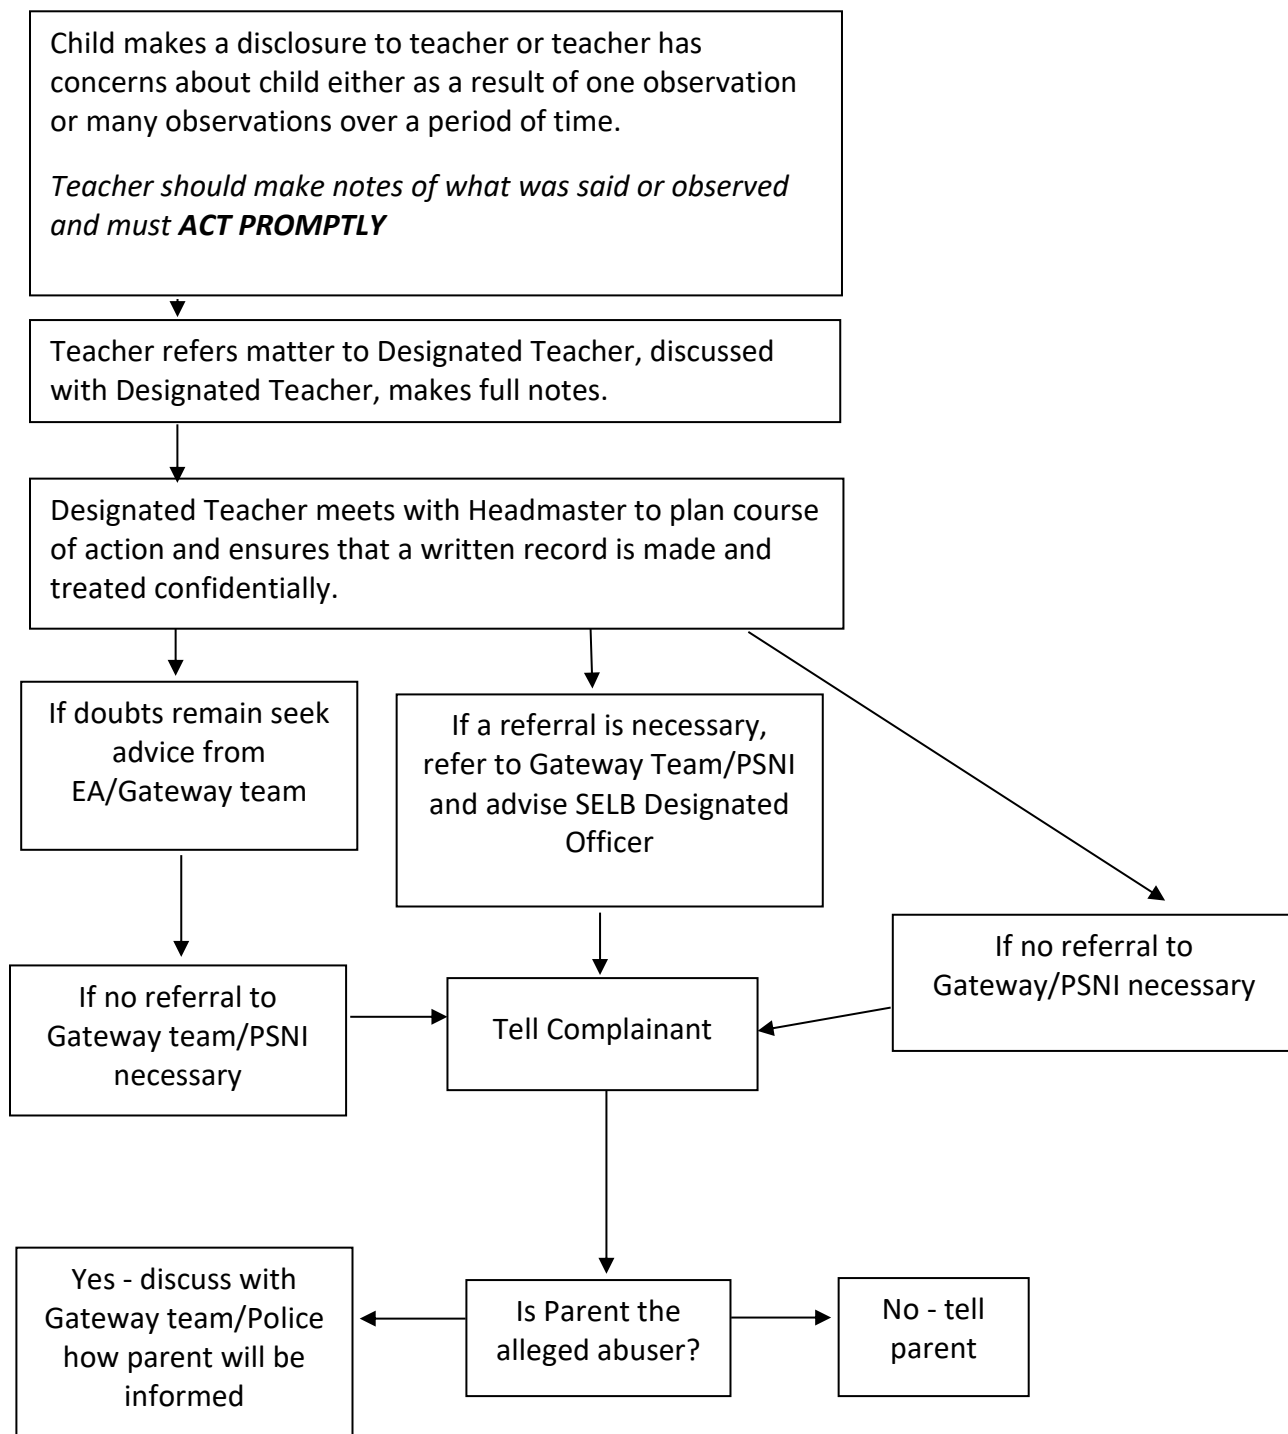 Child makes a disclosure to teacher or teacher has
concerns about child either as a result of one observation
or many observations over a period of time.
Teacher should make notes of what was said or observed
and must ACT PROMPTLY
Teacher refers matter to Designated Teacher, discussed
with Designated Teacher, makes full notes.
Designated Teacher meets with Headmaster to plan course
of action and ensures that a written record is made and
treated confidentially.
If doubts remain seek
advice from
EA/Gateway team
If a referral is necessary,
refer to Gateway Team/PSNI
and advise SELB Designated
Officer
If no referral to
Gateway/PSNI necessary
If no referral to
Gateway team/PSNI
necessary
Tell Complainant
Yes - discuss with
Gateway team/Police
how parent will be
informed
Is Parent the
alleged abuser?
No - tell
parent